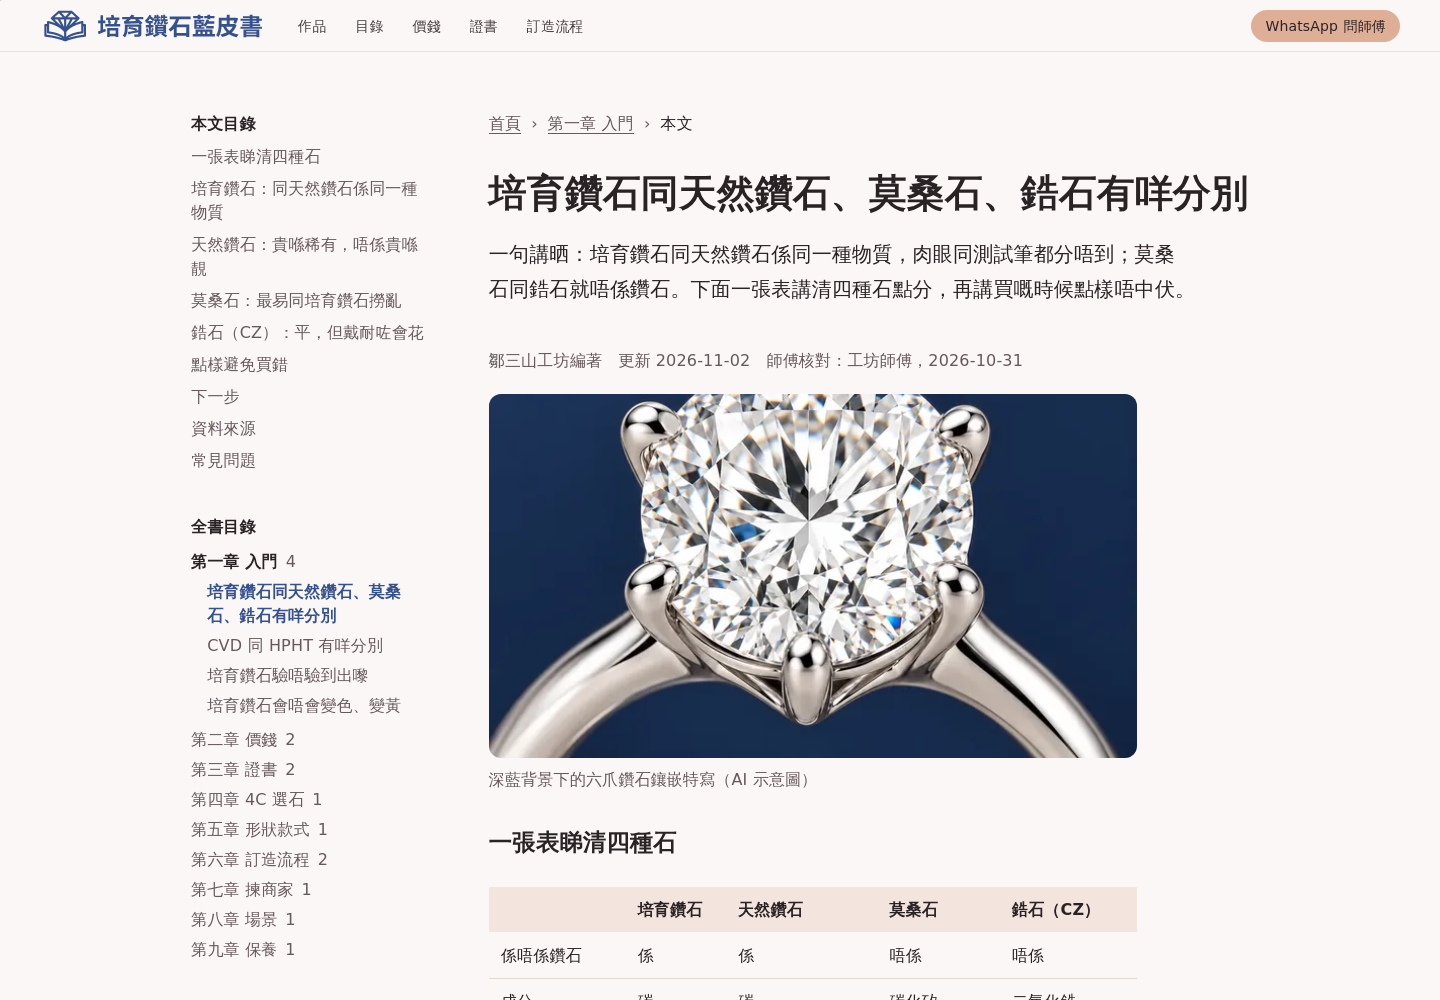 培育鑽石藍皮書
作品
目錄
價錢
證書
訂造流程
WhatsApp 問師傅
本文目錄
一張表睇清四種石
培育鑽石：同天然鑽石係同一種
物質
天然鑽石：貴喺稀有，唔係貴喺
靚
莫桑石：最易同培育鑽石撈亂
鋯石（CZ）：平，但戴耐咗會花
點樣避免買錯
下一步
資料來源
常見問題
全書目錄
第一章 入門 4
培育鑽石同天然鑽石、莫桑
石、鋯石有咩分別
CVD 同 HPHT 有咩分別
培育鑽石驗唔驗到出嚟
培育鑽石會唔會變色、變黃
第二章 價錢 2
第三章 證書 2
第四章 4C 選石 1
第五章 形狀款式 1
第六章 訂造流程 2
第七章 揀商家 1
第八章 場景 1
第九章 保養 1
首頁 › 第一章 入門 › 本文
培育鑽石同天然鑽石、莫桑石、鋯石有咩分別
一句講晒：培育鑽石同天然鑽石係同一種物質，肉眼同測試筆都分唔到；莫桑
石同鋯石就唔係鑽石。下面一張表講清四種石點分，再講買嘅時候點樣唔中伏。
鄒三山工坊編著 更新 2026-11-02 師傅核對：工坊師傅，2026-10-31
深藍背景下的六爪鑽石鑲嵌特寫（AI 示意圖）
一張表睇清四種石
培育鑽石 天然鑽石 莫桑石 鋯石（CZ）
係唔係鑽石 係 係 唔係 唔係